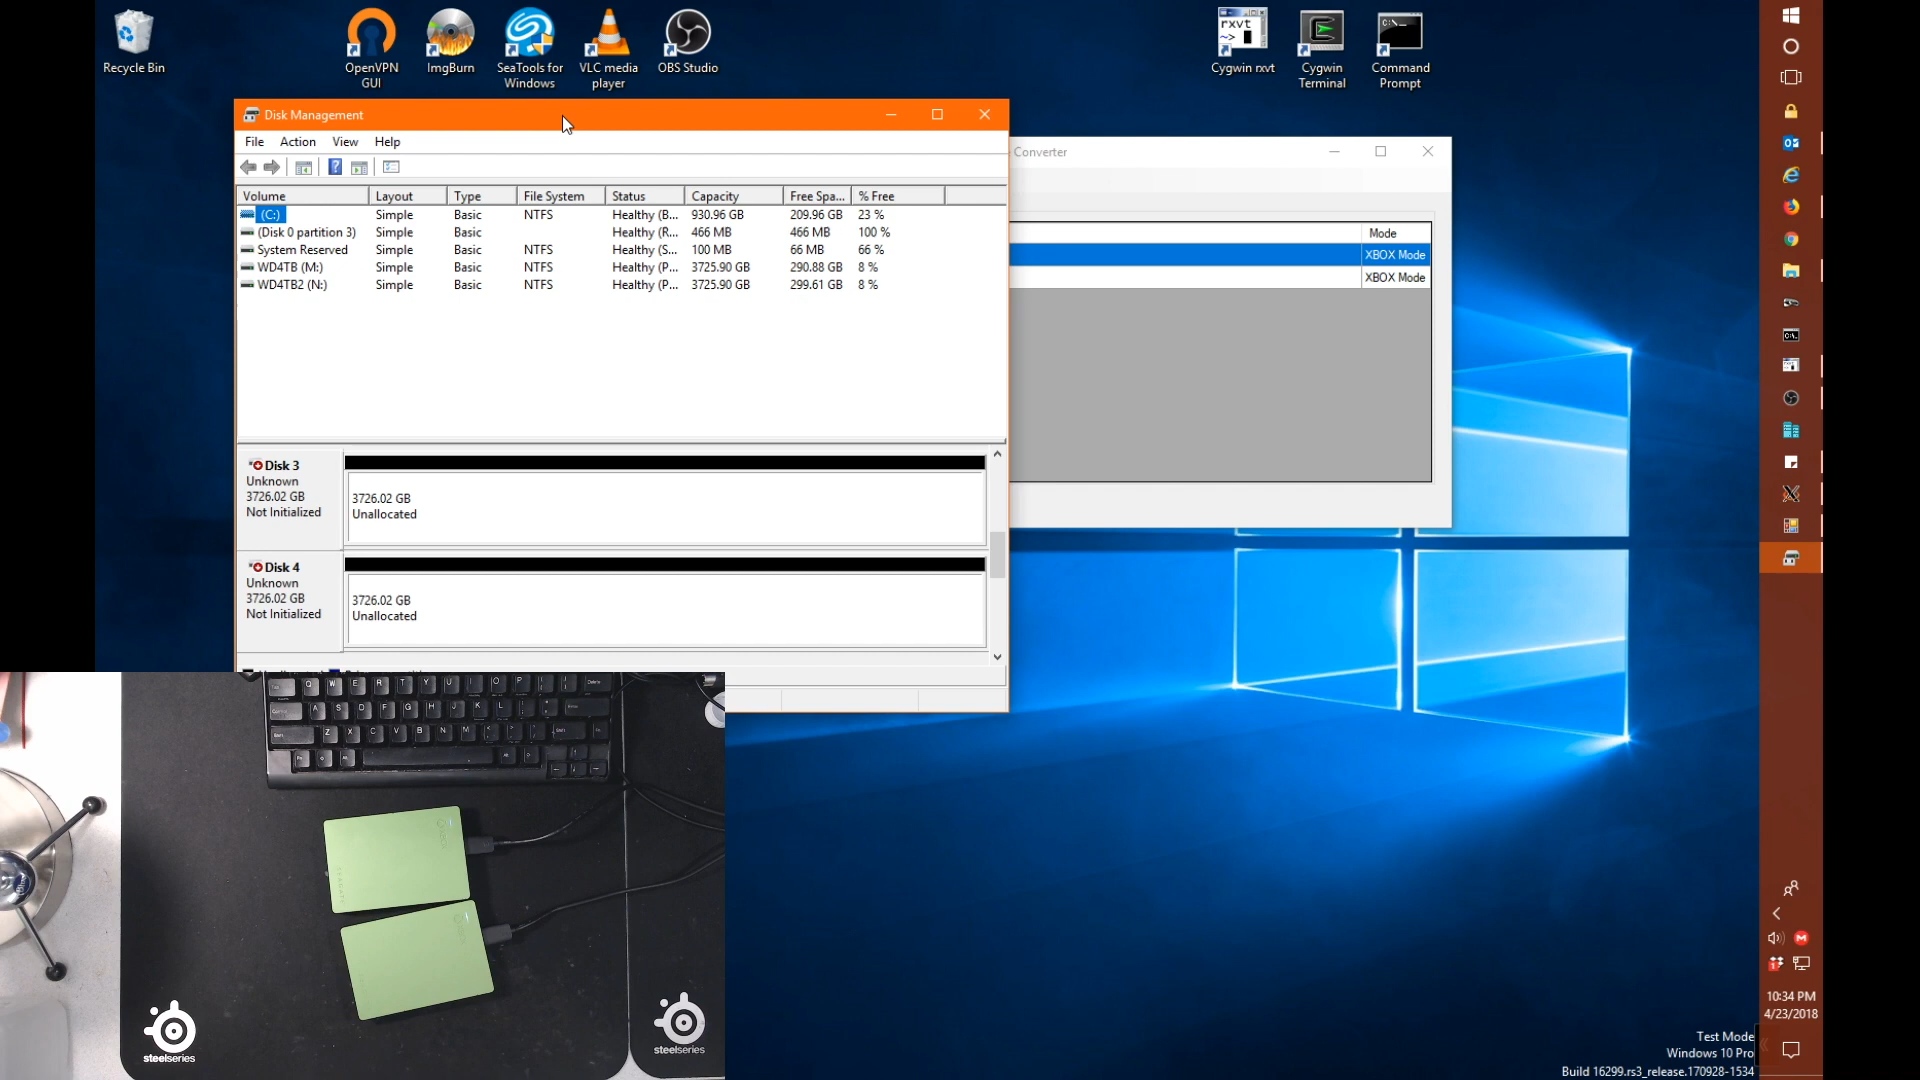 Recycle Bin
OpenVPN GUI
ImgBurn
SeaTools for Windows
VLC media player
OBS Studio
Cygwin rxvt
Cygwin Terminal
Command Prompt
Disk Management
File Action View Help
Volume Layout Type File System Status Capacity Free Spa... % Free
(C:) Simple Basic NTFS Healthy (B... 930.96 GB 209.96 GB 23 %
(Disk 0 partition 3) Simple Basic Healthy (R... 466 MB 466 MB 100 %
System Reserved Simple Basic NTFS Healthy (S... 100 MB 66 MB 66 %
WD4TB (M:) Simple Basic NTFS Healthy (P... 3725.90 GB 290.88 GB 8 %
WD4TB2 (N:) Simple Basic NTFS Healthy (P... 3725.90 GB 299.61 GB 8 %
Converter
Mode
XBOX Mode
XBOX Mode
Disk 3
Unknown
3726.02 GB
Not Initialized
3726.02 GB
Unallocated
Disk 4
Unknown
3726.02 GB
Not Initialized
3726.02 GB
Unallocated
Q W E R T Y U I O P
A S D F G H J K L
Z X C V B N M
steelseries
steelseries
10:34 PM
4/23/2018
Test Mode
Windows 10 Pro
Build 16299.rs3_release.170928-1534